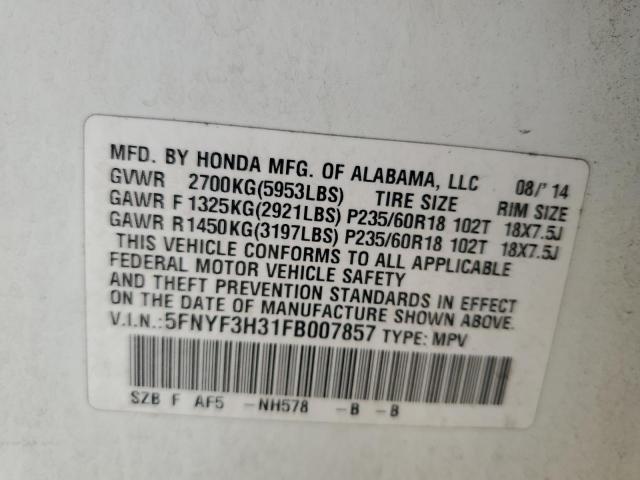 MFD. BY HONDA MFG. OF ALABAMA, LLC 08/'14
GVWR 2700KG(5953LBS) TIRE SIZE RIM SIZE
GAWR F 1325KG(2921LBS) P235/60R18 102T 18X7.5J
GAWR R1450KG(3197LBS) P235/60R18 102T 18X7.5J
THIS VEHICLE CONFORMS TO ALL APPLICABLE
FEDERAL MOTOR VEHICLE SAFETY
AND THEFT PREVENTION STANDARDS IN EFFECT
ON THE DATE OF MANUFACTURE SHOWN ABOVE.
V.I.N.:5FNYF3H31FB007857 TYPE: MPV
SZB F AF5 -NH578 -B -B